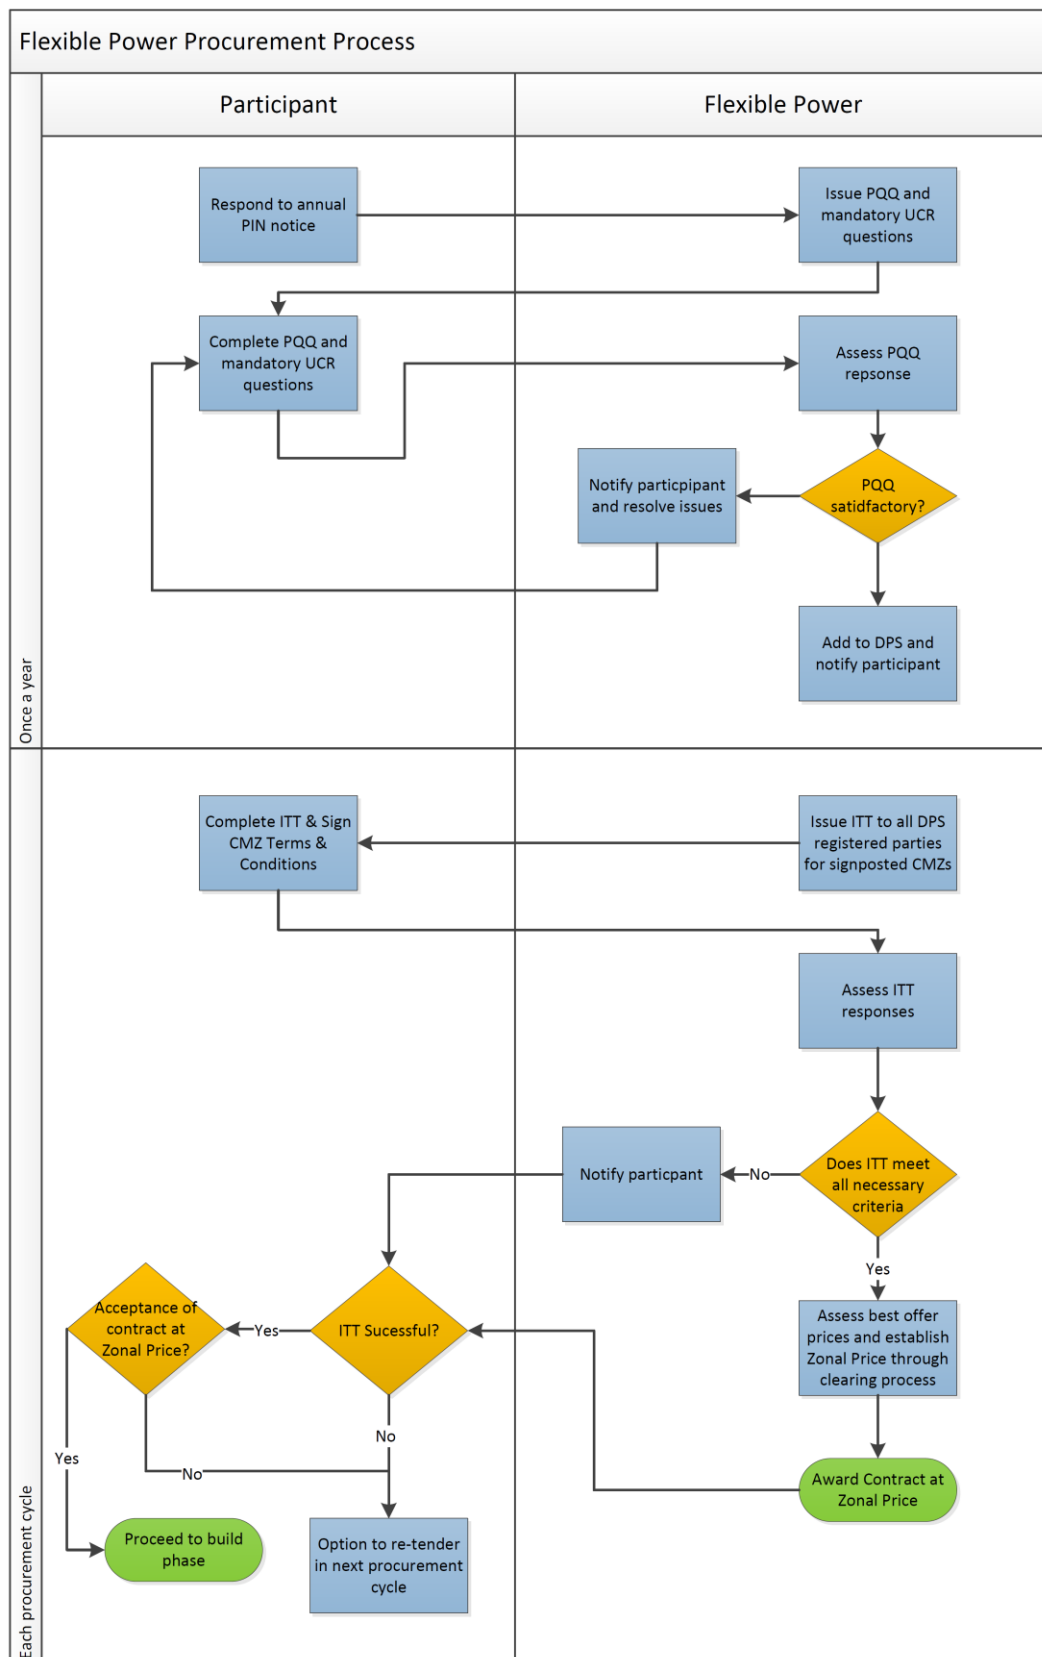 Flexible Power Procurement Process
Participant
Flexible Power
Once a year
Respond to annual
PIN notice
Issue PQQ and
mandatory UCR
questions
Complete PQQ and
mandatory UCR
questions
Assess PQQ
repsonse
Notify particpipant
and resolve issues
PQQ
satidfactory?
Add to DPS and
notify participant
Each procurement cycle
Complete ITT & Sign
CMZ Terms &
Conditions
Issue ITT to all DPS
registered parties
for signposted CMZs
Assess ITT
responses
Notify particpant
No
Does ITT meet
all necessary
criteria
Yes
Acceptance of
contract at
Zonal Price?
Yes
ITT Sucessful?
Assess best offer
prices and establish
Zonal Price through
clearing process
No
Yes
No
Award Contract at
Zonal Price
Proceed to build
phase
Option to re-tender
in next procurement
cycle